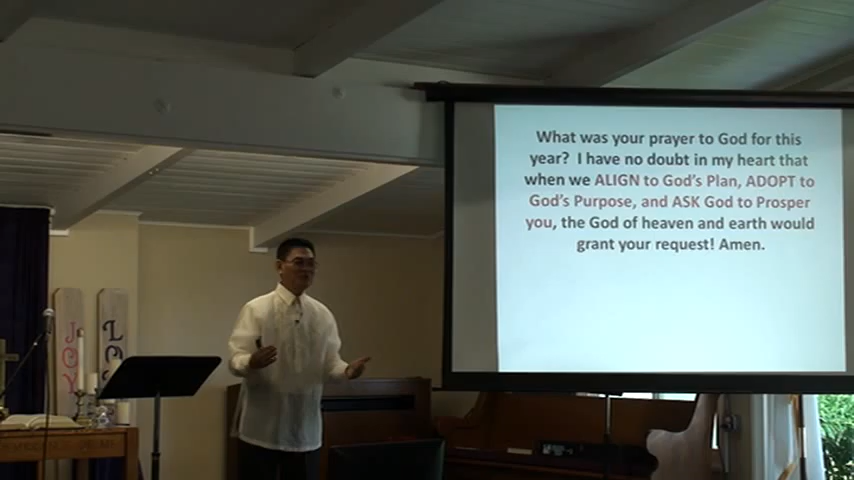 What was your prayer to God for this
year? I have no doubt in my heart that
when we ALIGN to God's Plan, ADOPT to
God's Purpose, and ASK God to Prosper
you, the God of heaven and earth would
grant your request! Amen.
JOY